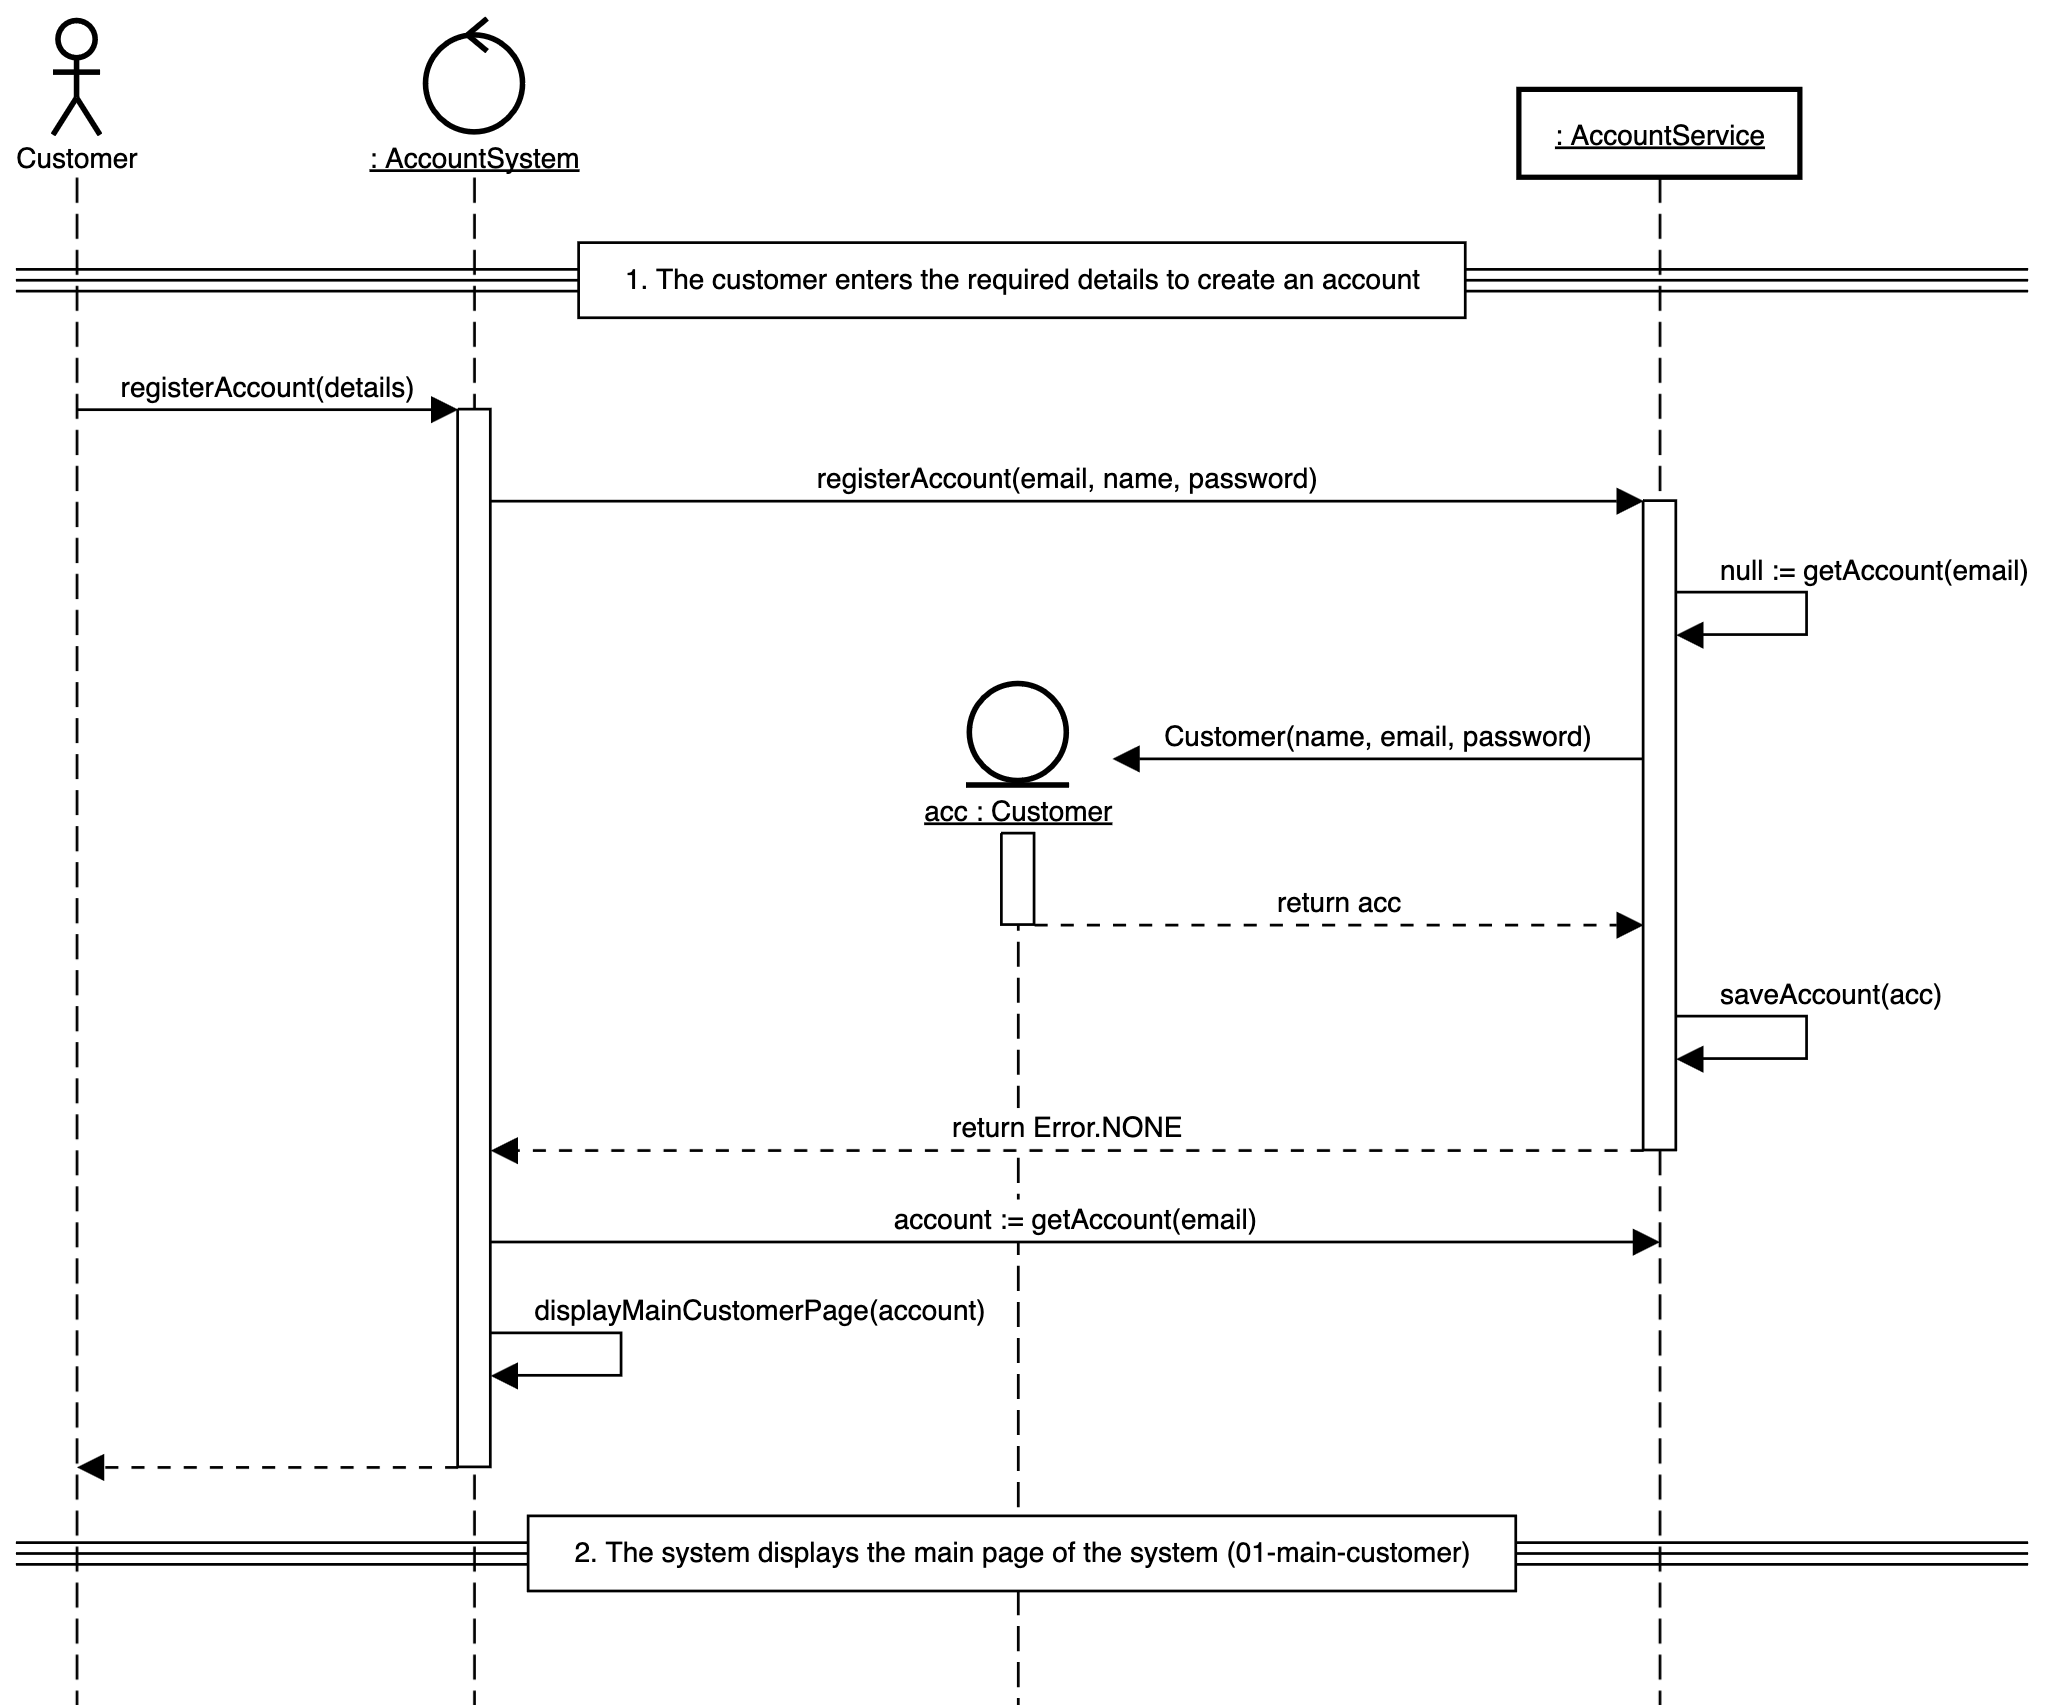 Customer
: AccountSystem
: AccountService
1. The customer enters the required details to create an account
registerAccount(details)
registerAccount(email, name, password)
null := getAccount(email)
Customer(name, email, password)
acc : Customer
return acc
saveAccount(acc)
return Error.NONE
account := getAccount(email)
displayMainCustomerPage(account)
2. The system displays the main page of the system (01-main-customer)